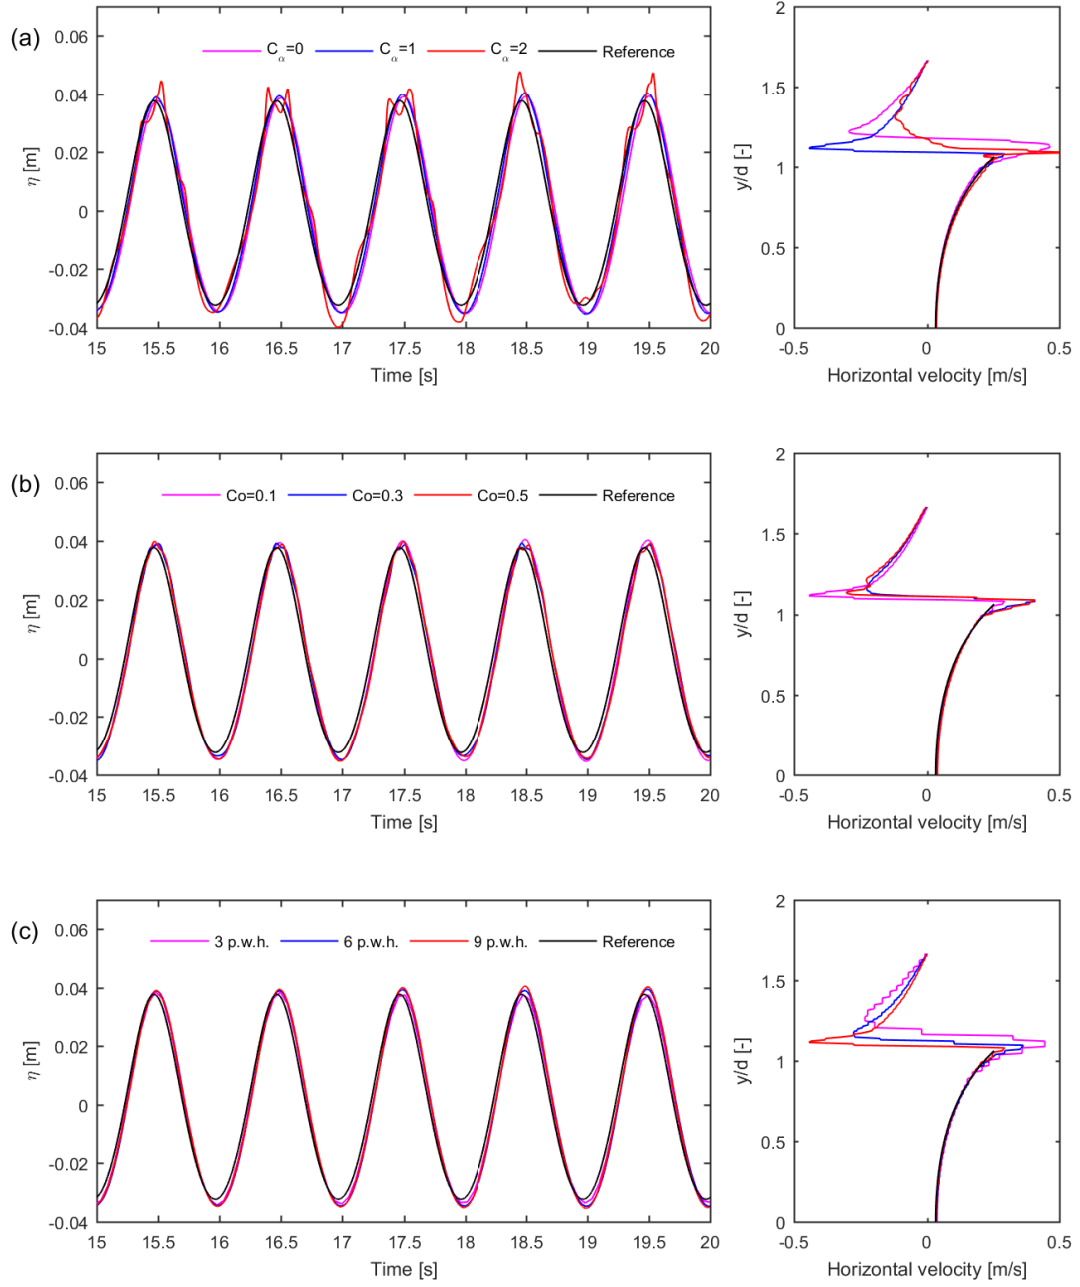 (a)
0.06
0.04
0.02
0
-0.02
-0.04
η [m]
C_α=0 C_α=1 C_α=2 Reference
15 15.5 16 16.5 17 17.5 18 18.5 19 19.5 20
Time [s]
2
1.5
1
0.5
0
y/d [-]
-0.5 0 0.5
Horizontal velocity [m/s]
(b)
0.06
0.04
0.02
0
-0.02
-0.04
η [m]
Co=0.1 Co=0.3 Co=0.5 Reference
15 15.5 16 16.5 17 17.5 18 18.5 19 19.5 20
Time [s]
2
1.5
1
0.5
0
y/d [-]
-0.5 0 0.5
Horizontal velocity [m/s]
(c)
0.06
0.04
0.02
0
-0.02
-0.04
η [m]
3 p.w.h. 6 p.w.h. 9 p.w.h. Reference
15 15.5 16 16.5 17 17.5 18 18.5 19 19.5 20
Time [s]
2
1.5
1
0.5
0
y/d [-]
-0.5 0 0.5
Horizontal velocity [m/s]